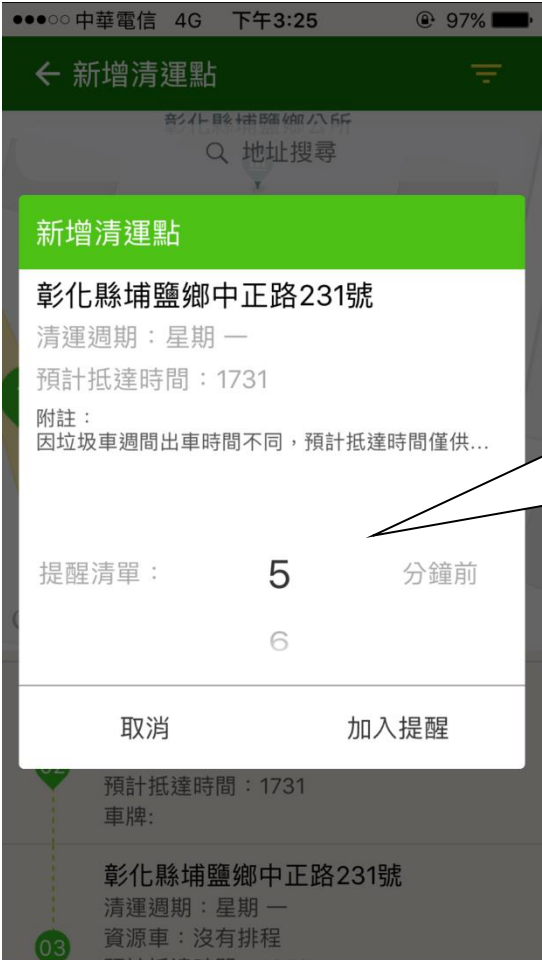 中華電信 4G 下午3:25 97%
新增清運點
彰化縣埔鹽鄉公所
地址搜尋
新增清運點
彰化縣埔鹽鄉中正路231號
清運週期：星期 一
預計抵達時間：1731
附註：
因垃圾車週間出車時間不同，預計抵達時間僅供...
提醒清單： 5 分鐘前
6
取消 加入提醒
02
預計抵達時間：1731
車牌:
彰化縣埔鹽鄉中正路231號
清運週期：星期 一
03 資源車：沒有排程